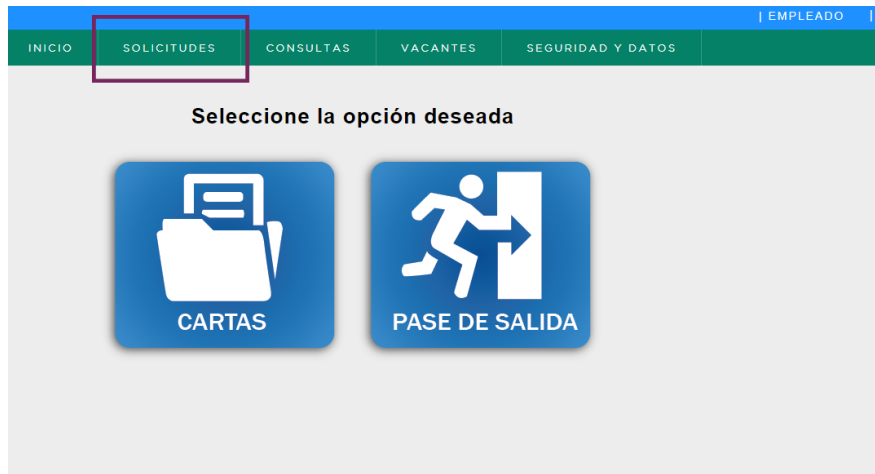 | EMPLEADO |
INICIO SOLICITUDES CONSULTAS VACANTES SEGURIDAD Y DATOS
Seleccione la opción deseada
CARTAS PASE DE SALIDA